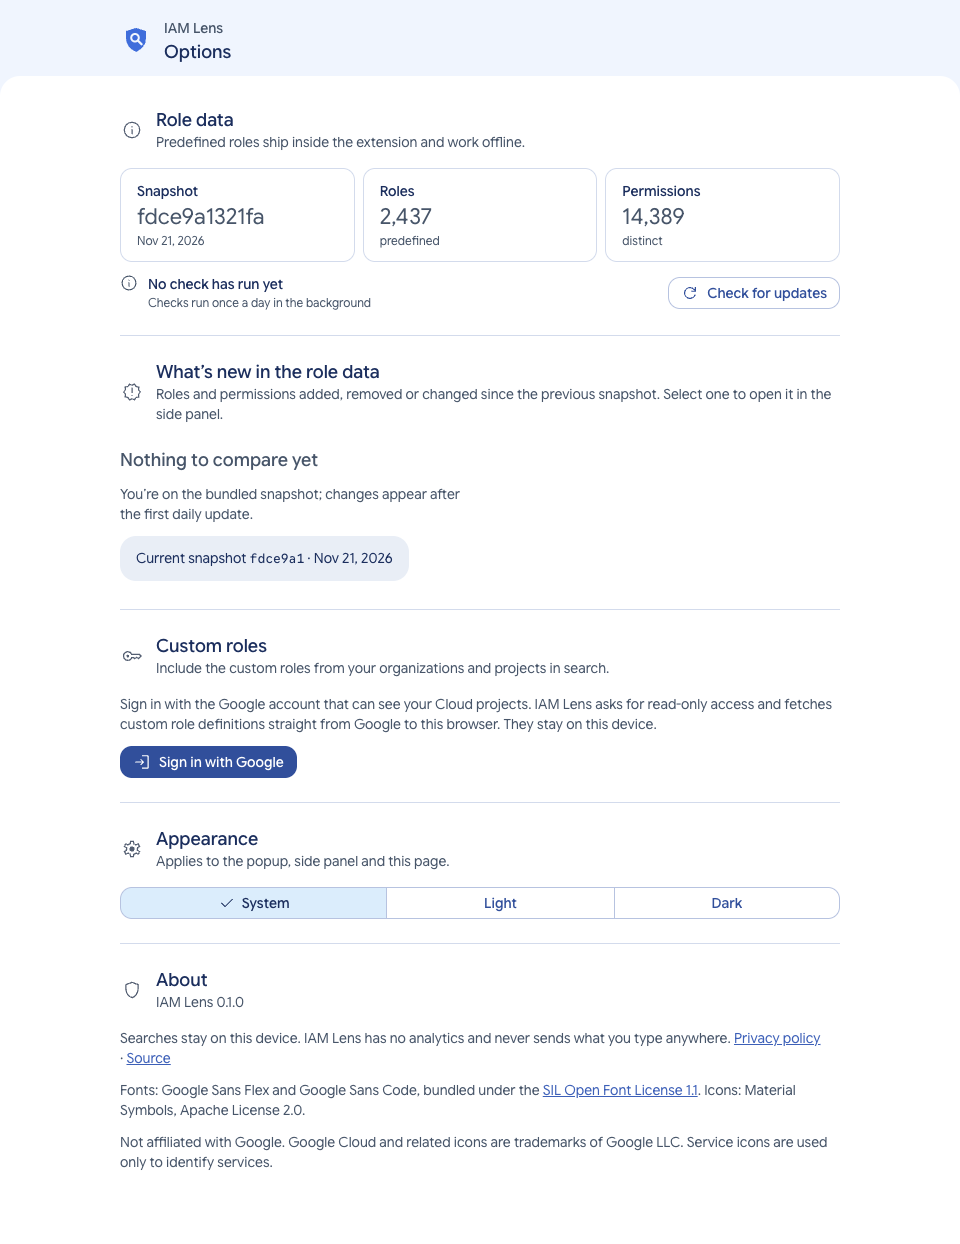 IAM Lens
Options
Role data
Predefined roles ship inside the extension and work offline.
Snapshot
fdce9a1321fa
Nov 21, 2026
Roles
2,437
predefined
Permissions
14,389
distinct
No check has run yet
Checks run once a day in the background
Check for updates
What's new in the role data
Roles and permissions added, removed or changed since the previous snapshot. Select one to open it in the
side panel.
Nothing to compare yet
You're on the bundled snapshot; changes appear after
the first daily update.
Current snapshot fdce9a1 · Nov 21, 2026
Custom roles
Include the custom roles from your organizations and projects in search.
Sign in with the Google account that can see your Cloud projects. IAM Lens asks for read-only access and fetches
custom role definitions straight from Google to this browser. They stay on this device.
Sign in with Google
Appearance
Applies to the popup, side panel and this page.
System
Light
Dark
About
IAM Lens 0.1.0
Searches stay on this device. IAM Lens has no analytics and never sends what you type anywhere. Privacy policy
· Source
Fonts: Google Sans Flex and Google Sans Code, bundled under the SIL Open Font License 1.1. Icons: Material
Symbols, Apache License 2.0.
Not affiliated with Google. Google Cloud and related icons are trademarks of Google LLC. Service icons are used
only to identify services.